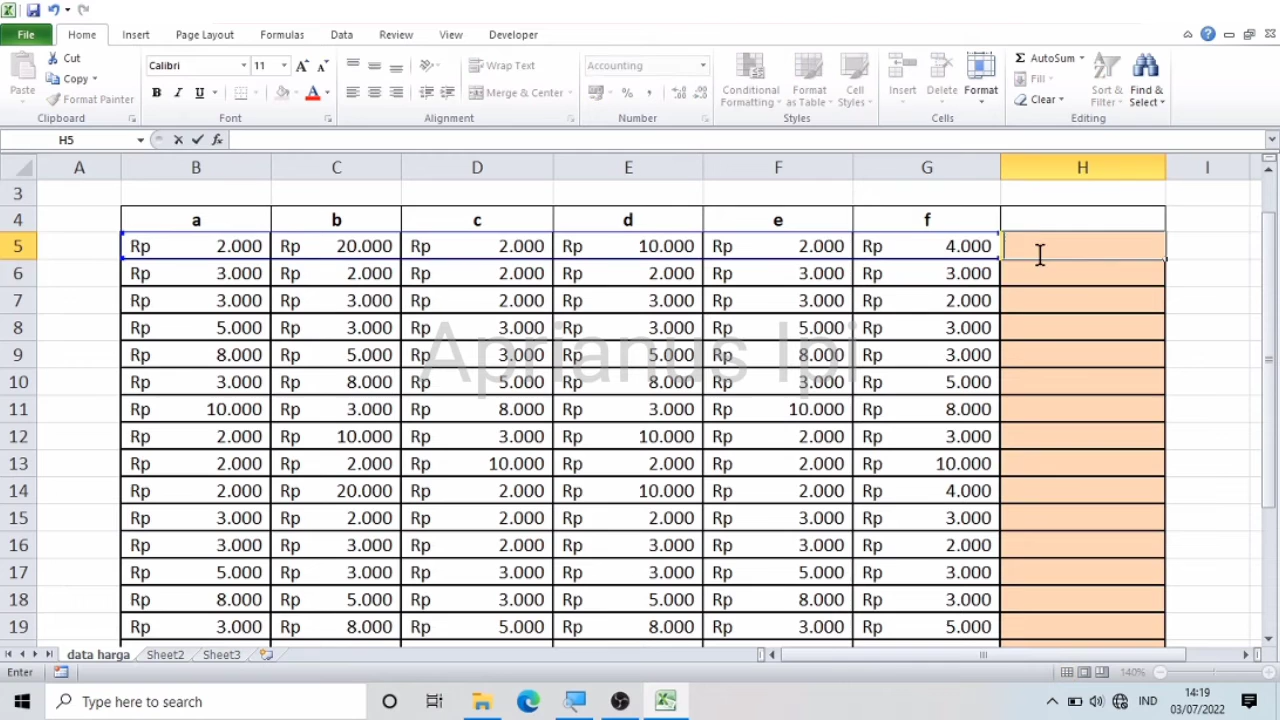 File Home Insert Page Layout Formulas Data Review View Developer
Cut Calibri 11 Wrap Text Accounting AutoSum
Copy Fill
Paste Format Painter B I U Merge & Center % , Conditional Formatting Format as Table Cell Styles Insert Delete Format Clear Sort & Filter Find & Select
Clipboard Font Alignment Number Styles Cells Editing
H5 fx
A B C D E F G H I
3
4 a b c d e f
5 Rp 2.000 Rp 20.000 Rp 2.000 Rp 10.000 Rp 2.000 Rp 4.000
6 Rp 3.000 Rp 2.000 Rp 2.000 Rp 2.000 Rp 3.000 Rp 3.000
7 Rp 3.000 Rp 3.000 Rp 2.000 Rp 3.000 Rp 3.000 Rp 2.000
8 Rp 5.000 Rp 3.000 Rp 3.000 Rp 3.000 Rp 5.000 Rp 3.000
9 Rp 8.000 Rp 5.000 Rp 3.000 Rp 5.000 Rp 8.000 Rp 3.000
Aprianus Ipi
10 Rp 3.000 Rp 8.000 Rp 5.000 Rp 8.000 Rp 3.000 Rp 5.000
11 Rp 10.000 Rp 3.000 Rp 8.000 Rp 3.000 Rp 10.000 Rp 8.000
12 Rp 2.000 Rp 10.000 Rp 3.000 Rp 10.000 Rp 2.000 Rp 3.000
13 Rp 2.000 Rp 2.000 Rp 10.000 Rp 2.000 Rp 2.000 Rp 10.000
14 Rp 2.000 Rp 20.000 Rp 2.000 Rp 10.000 Rp 2.000 Rp 4.000
15 Rp 3.000 Rp 2.000 Rp 2.000 Rp 2.000 Rp 3.000 Rp 3.000
16 Rp 3.000 Rp 3.000 Rp 2.000 Rp 3.000 Rp 3.000 Rp 2.000
17 Rp 5.000 Rp 3.000 Rp 3.000 Rp 3.000 Rp 5.000 Rp 3.000
18 Rp 8.000 Rp 5.000 Rp 3.000 Rp 5.000 Rp 8.000 Rp 3.000
19 Rp 3.000 Rp 8.000 Rp 5.000 Rp 8.000 Rp 3.000 Rp 5.000
data harga Sheet2 Sheet3
Enter 140%
Type here to search IND 14:19
03/07/2022